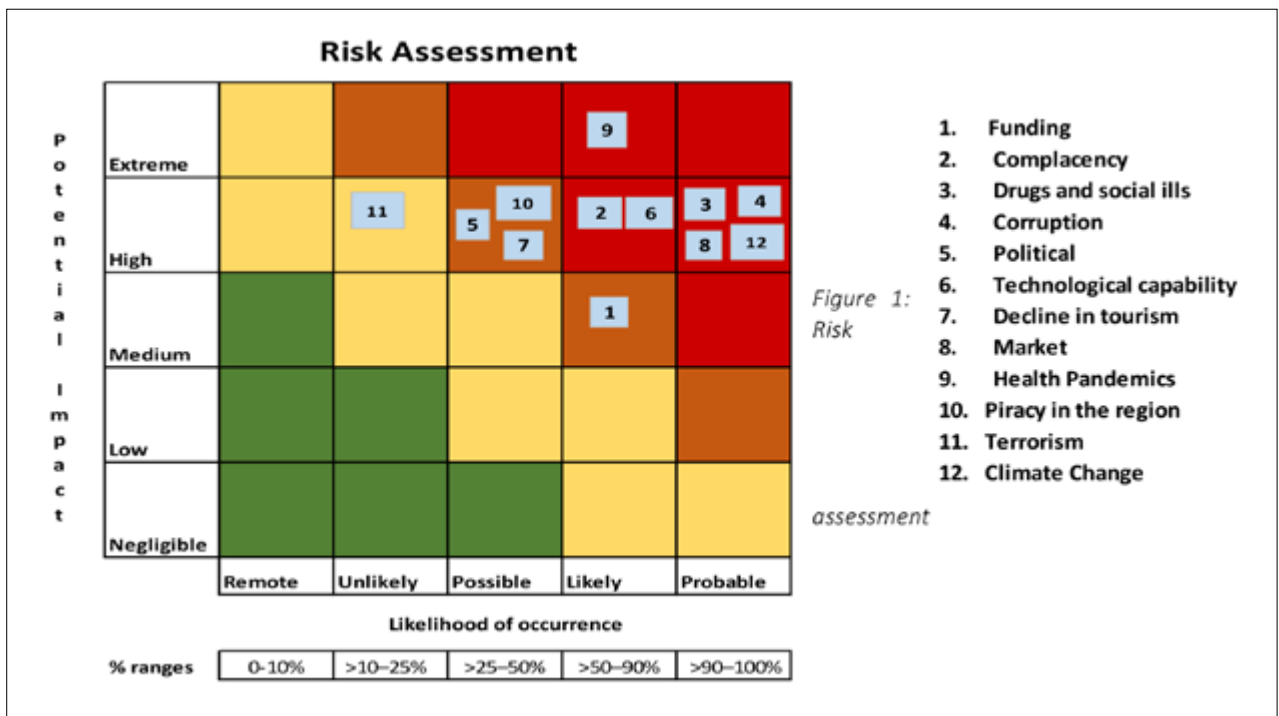 Risk Assessment
Potential Impact
Extreme
9
High
11
5
10
7
2
6
3
4
8
12
Medium
1
Low
Negligible
Remote Unlikely Possible Likely Probable
Likelihood of occurrence
% ranges 0-10% >10–25% >25–50% >50–90% >90–100%
Figure 1:
Risk
assessment
1. Funding
2. Complacency
3. Drugs and social ills
4. Corruption
5. Political
6. Technological capability
7. Decline in tourism
8. Market
9. Health Pandemics
10. Piracy in the region
11. Terrorism
12. Climate Change